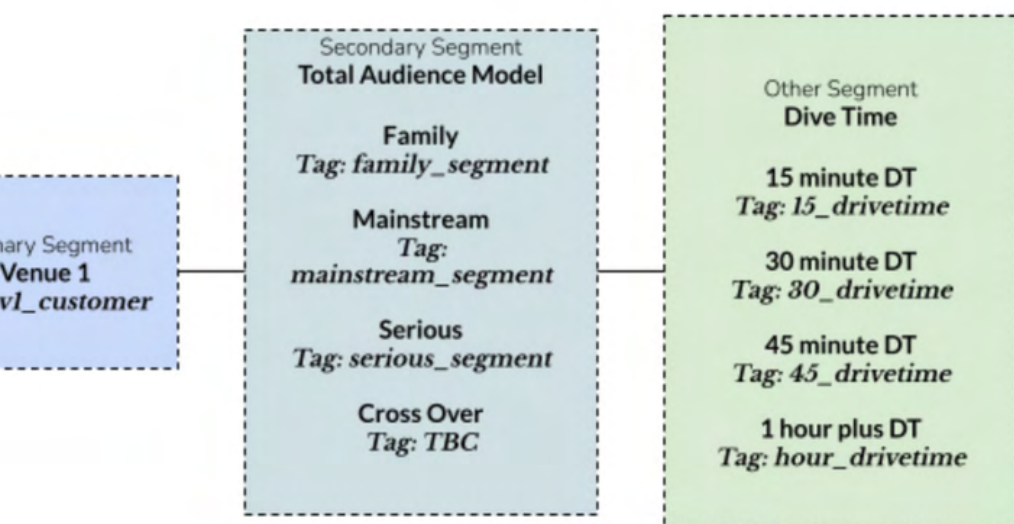 Segment
Venue 1
v1_customer
Secondary Segment
Total Audience Model
Family
Tag: family_segment
Mainstream
Tag:
mainstream_segment
Serious
Tag: serious_segment
Cross Over
Tag: TBC
Other Segment
Dive Time
15 minute DT
Tag: 15_drivetime
30 minute DT
Tag: 30_drivetime
45 minute DT
Tag: 45_drivetime
1 hour plus DT
Tag: hour_drivetime